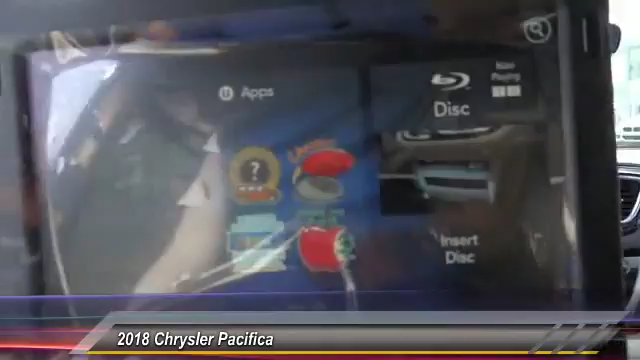 U Apps
Now
Playing
Disc
Insert
Disc
2018 Chrysler Pacifica